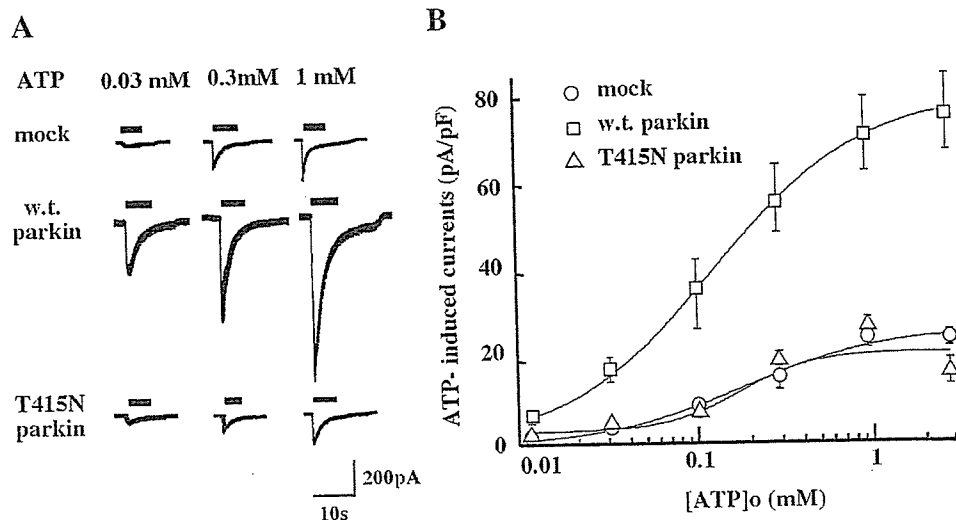 A
ATP 0.03 mM 0.3mM 1 mM
mock
w.t.
parkin
T415N
parkin
200pA
10s
B
ATP- induced currents (pA/pF)
80
60
40
20
0
mock
w.t. parkin
T415N parkin
0.01 0.1 1
[ATP]o (mM)